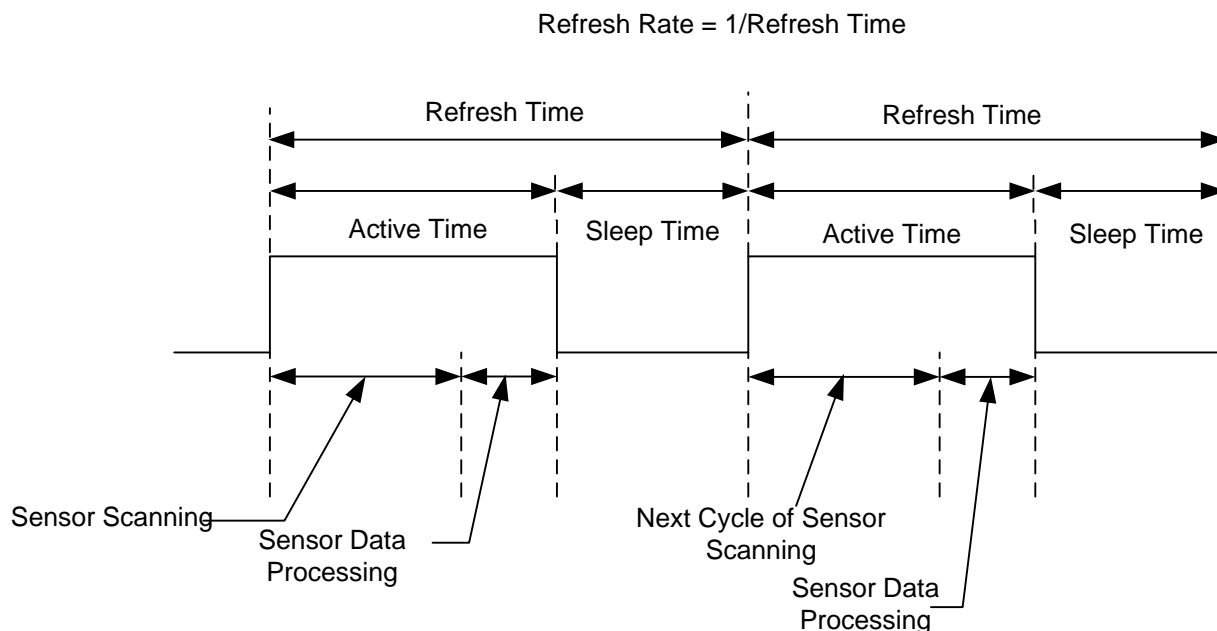 Refresh Rate = 1/Refresh Time
Refresh Time
Refresh Time
Active Time
Sleep Time
Active Time
Sleep Time
Sensor Scanning
Sensor Data
Processing
Next Cycle of Sensor
Scanning
Sensor Data
Processing